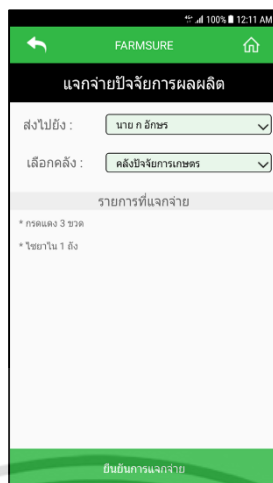 100% 12:11 AM
FARMSURE
แจกจ่ายปัจจัยการผลผลิต
ส่งไปยัง : นาย ก อักษร
เลือกคลัง : คลังปัจจัยการเกษตร
รายการที่แจกจ่าย
* กรดแดง 3 ขวด
* ไซยาไน 1 ถัง
ยืนยันการแจกจ่าย